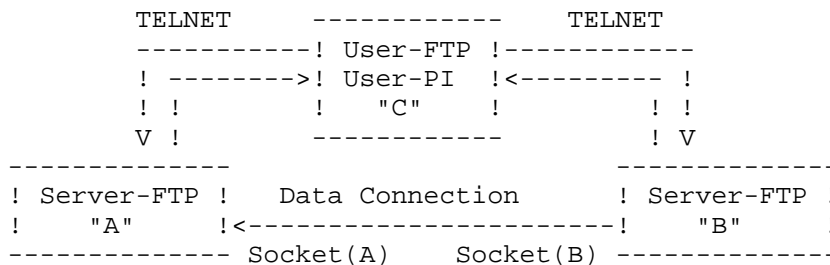 TELNET     ------------     TELNET
-----------! User-FTP !------------
! -------->! User-PI  !<--------- !
! !        !   "C"    !         ! !
V !        ------------         ! V
--------------                        --------------
! Server-FTP !   Data Connection      ! Server-FTP !
!    "A"     !<----------------------!    "B"     !
-------------- Socket(A)    Socket(B) --------------